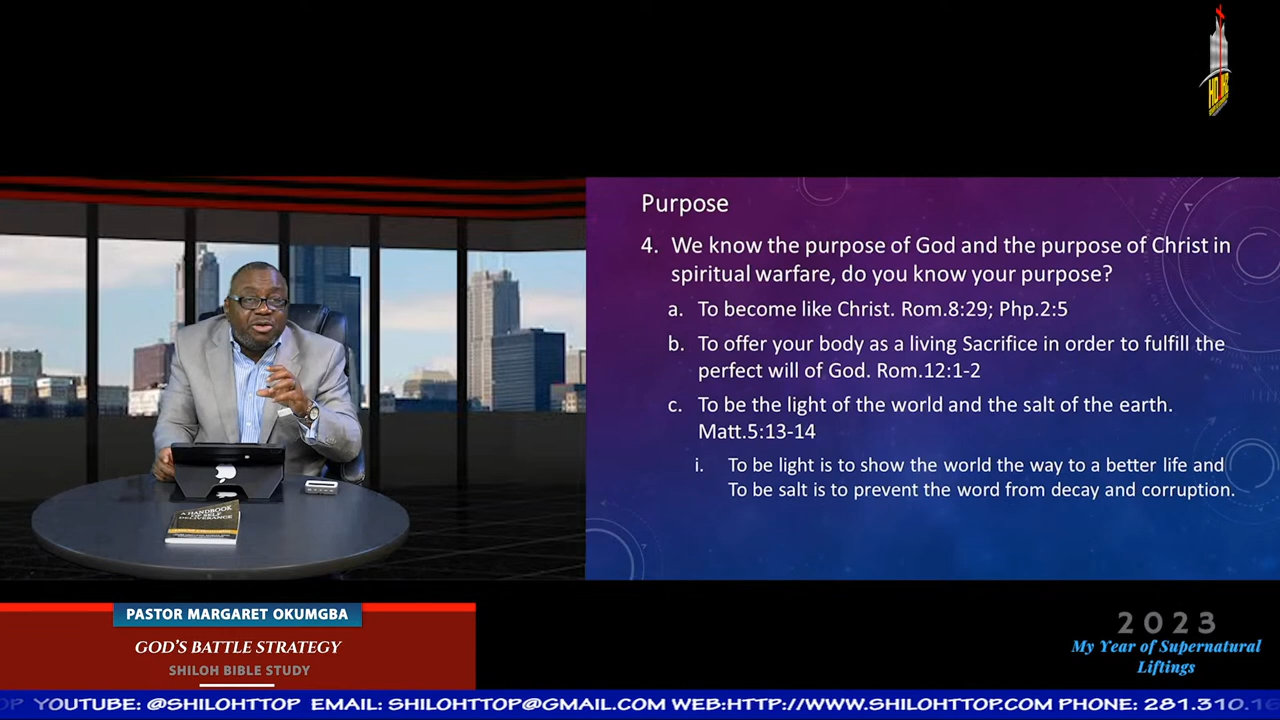 Purpose
4. We know the purpose of God and the purpose of Christ in
spiritual warfare, do you know your purpose?
a. To become like Christ. Rom.8:29; Php.2:5
b. To offer your body as a living Sacrifice in order to fulfill the
perfect will of God. Rom.12:1-2
c. To be the light of the world and the salt of the earth.
Matt.5:13-14
i. To be light is to show the world the way to a better life and
To be salt is to prevent the word from decay and corruption.
A HANDBOOK
OF SELF
DELIVERANCE
PASTOR MARGARET OKUMGBA
GOD'S BATTLE STRATEGY
SHILOH BIBLE STUDY
2023
My Year of Supernatural
Liftings
YOUTUBE: @SHILOHTTOP EMAIL: SHILOHTTOP@GMAIL.COM WEB:HTTP://WWW.SHILOHTTOP.COM PHONE: 281.310.